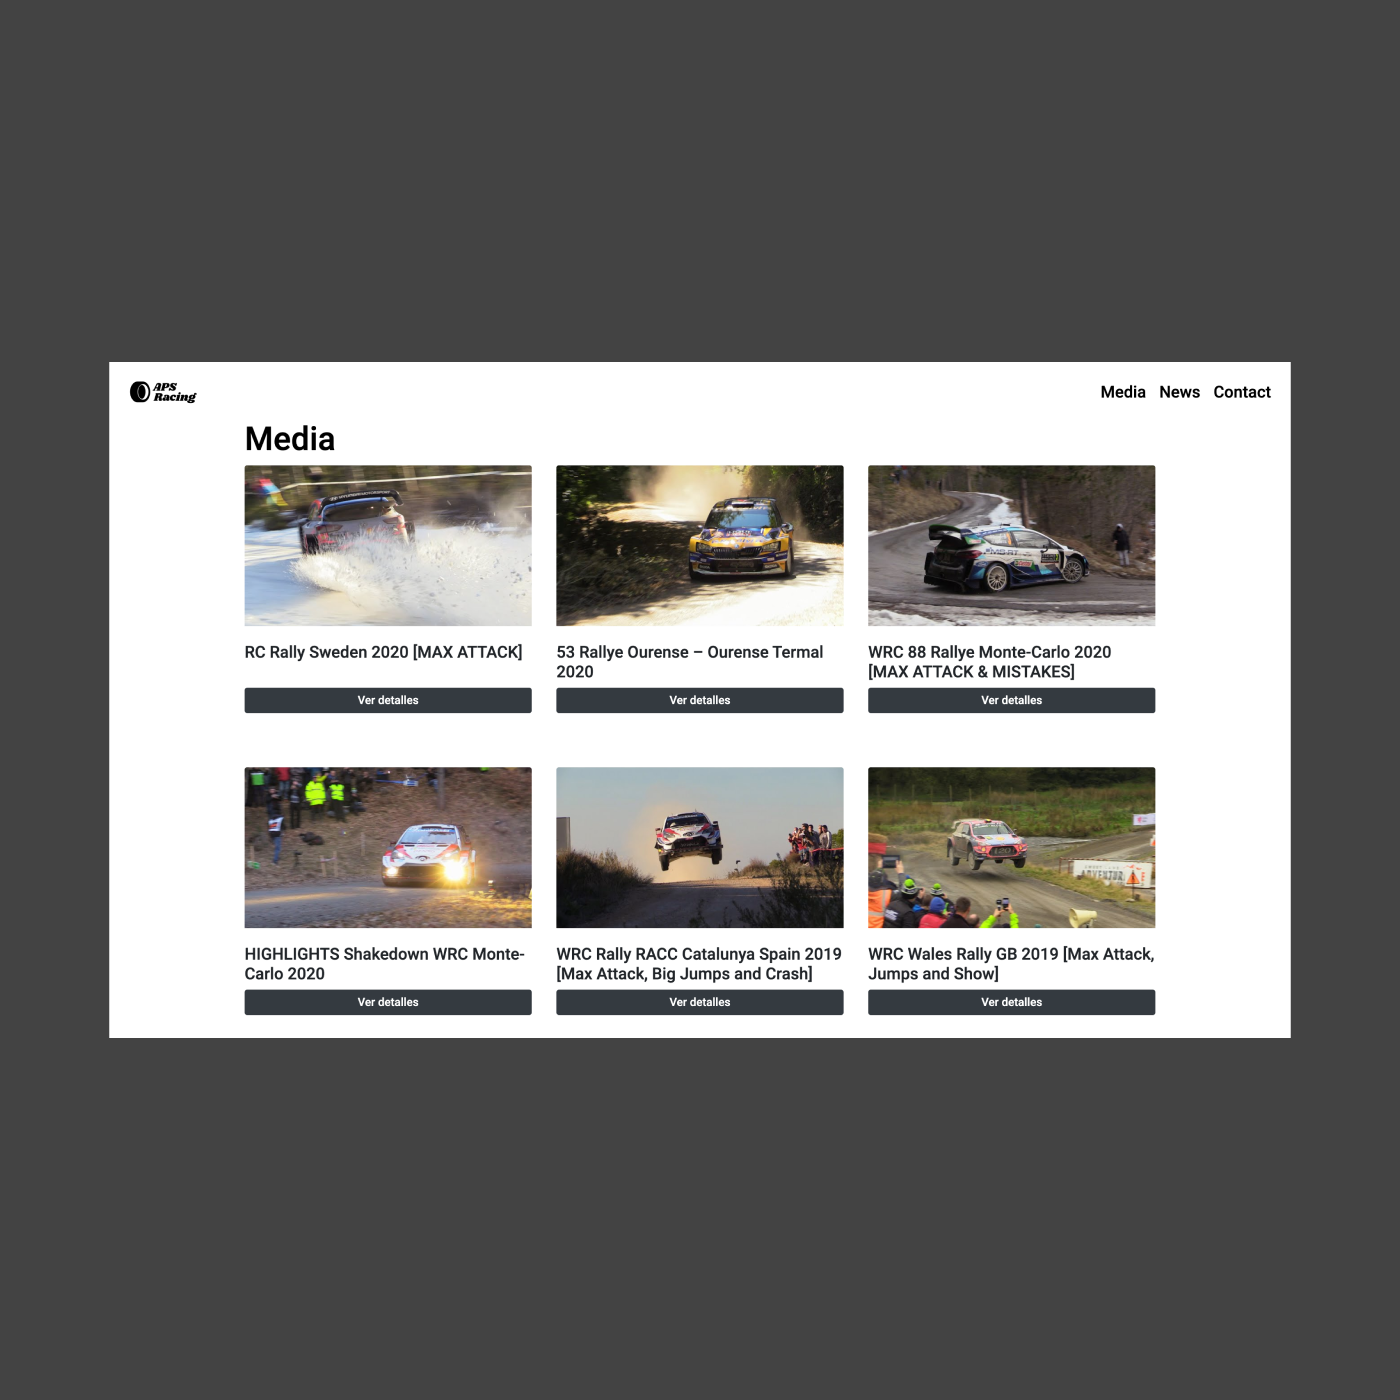 APS
Racing
Media News Contact
Media
RC Rally Sweden 2020 [MAX ATTACK]
53 Rallye Ourense – Ourense Termal
2020
WRC 88 Rallye Monte-Carlo 2020
[MAX ATTACK & MISTAKES]
Ver detalles
Ver detalles
Ver detalles
HIGHLIGHTS Shakedown WRC Monte-
Carlo 2020
WRC Rally RACC Catalunya Spain 2019
[Max Attack, Big Jumps and Crash]
ADVENTUR
WRC Wales Rally GB 2019 [Max Attack,
Jumps and Show]
Ver detalles
Ver detalles
Ver detalles